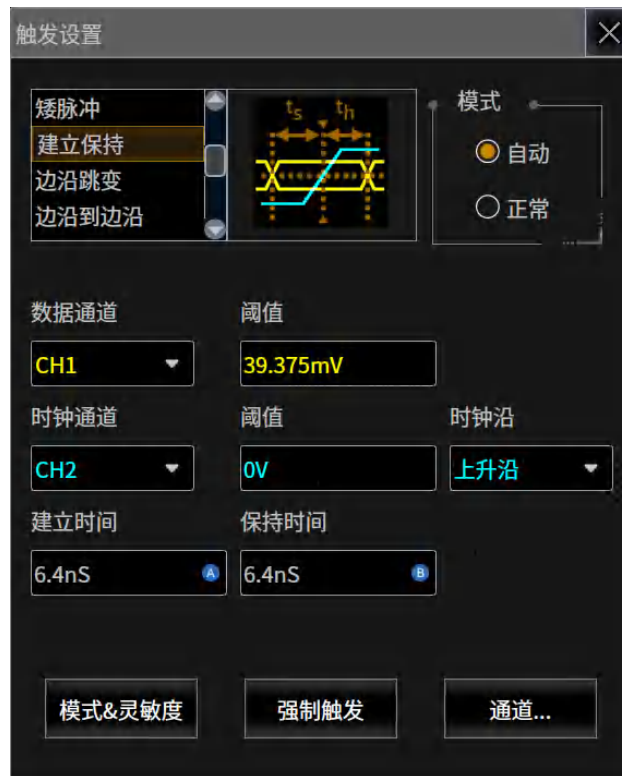 触发设置
矮脉冲
建立保持
边沿跳变
边沿到边沿
ts th
模式
自动
正常
数据通道 阈值
CH1 39.375mV
时钟通道 阈值 时钟沿
CH2 0V 上升沿
建立时间 保持时间
6.4nS A 6.4nS B
模式&灵敏度 强制触发 通道...